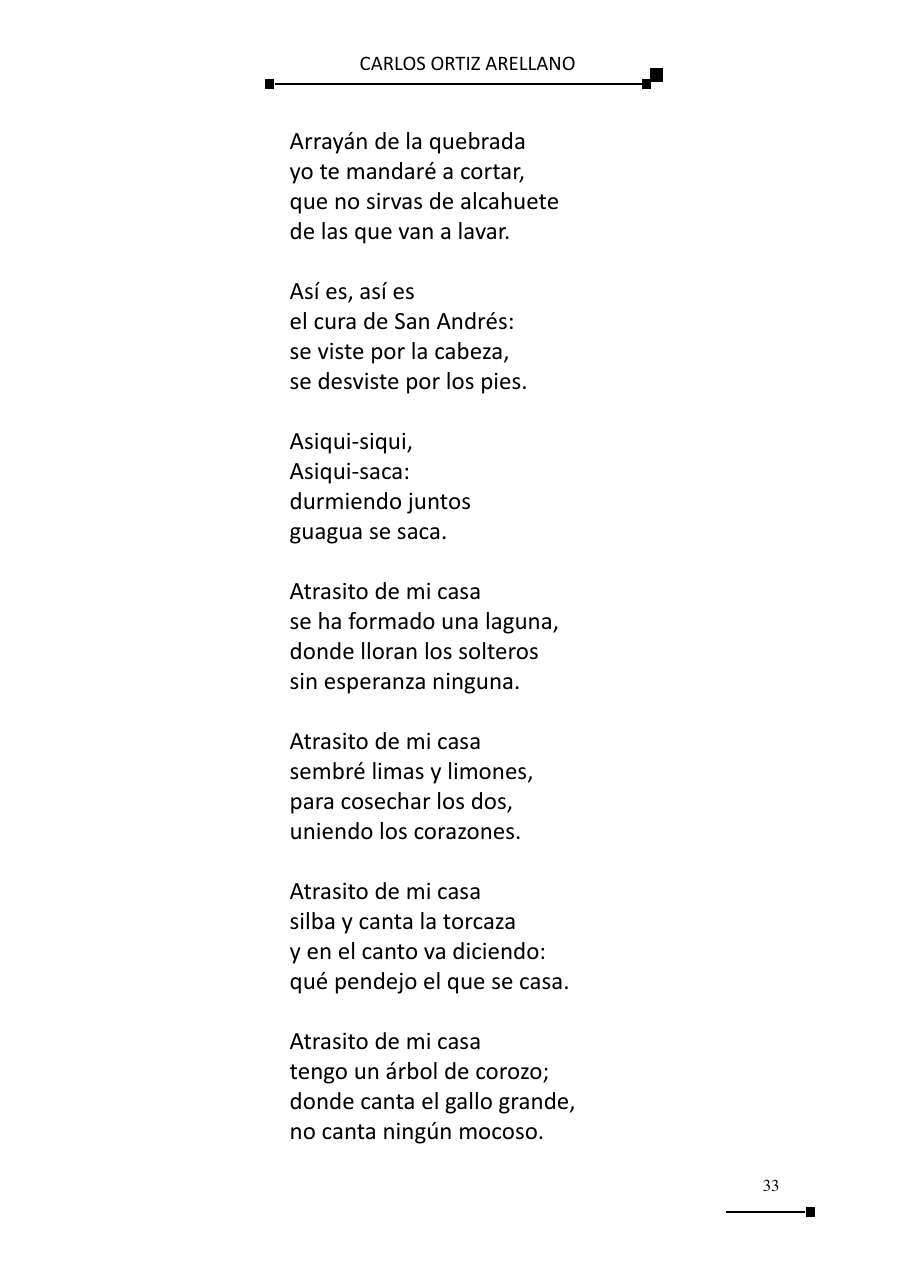 CARLOS ORTIZ ARELLANO
Arrayán de la quebrada
yo te mandaré a cortar,
que no sirvas de alcahuete
de las que van a lavar.
Así es, así es
el cura de San Andrés:
se viste por la cabeza,
se desviste por los pies.
Asiqui-siqui,
Asiqui-saca:
durmiendo juntos
guagua se saca.
Atrasito de mi casa
se ha formado una laguna,
donde lloran los solteros
sin esperanza ninguna.
Atrasito de mi casa
sembré limas y limones,
para cosechar los dos,
uniendo los corazones.
Atrasito de mi casa
silba y canta la torcaza
y en el canto va diciendo:
qué pendejo el que se casa.
Atrasito de mi casa
tengo un árbol de corozo;
donde canta el gallo grande,
no canta ningún mocoso.
33